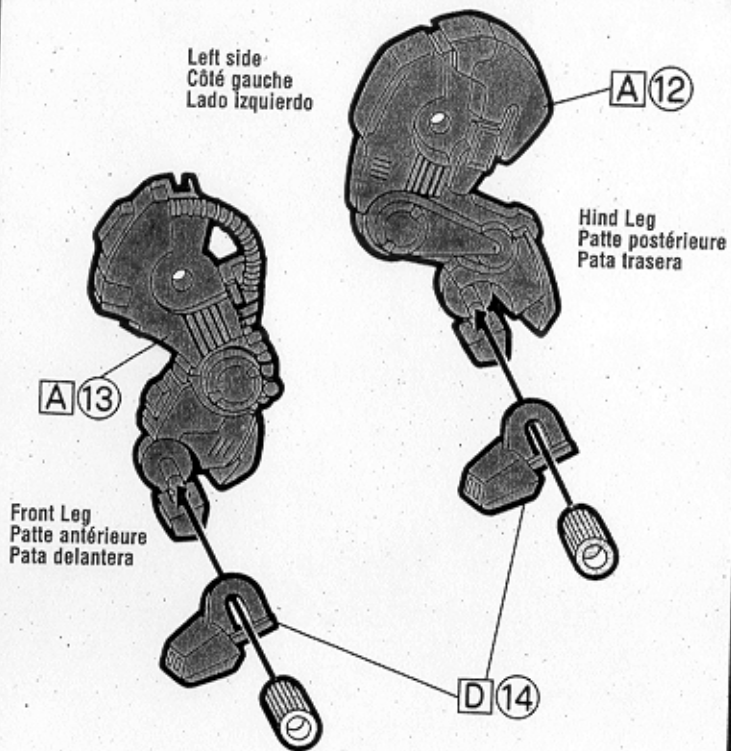 Left side
Côté gauche
Lado izquierdo
A 12
Hind Leg
Patte postérieure
Pata trasera
A 13
Front Leg
Patte antérieure
Pata delantera
D 14